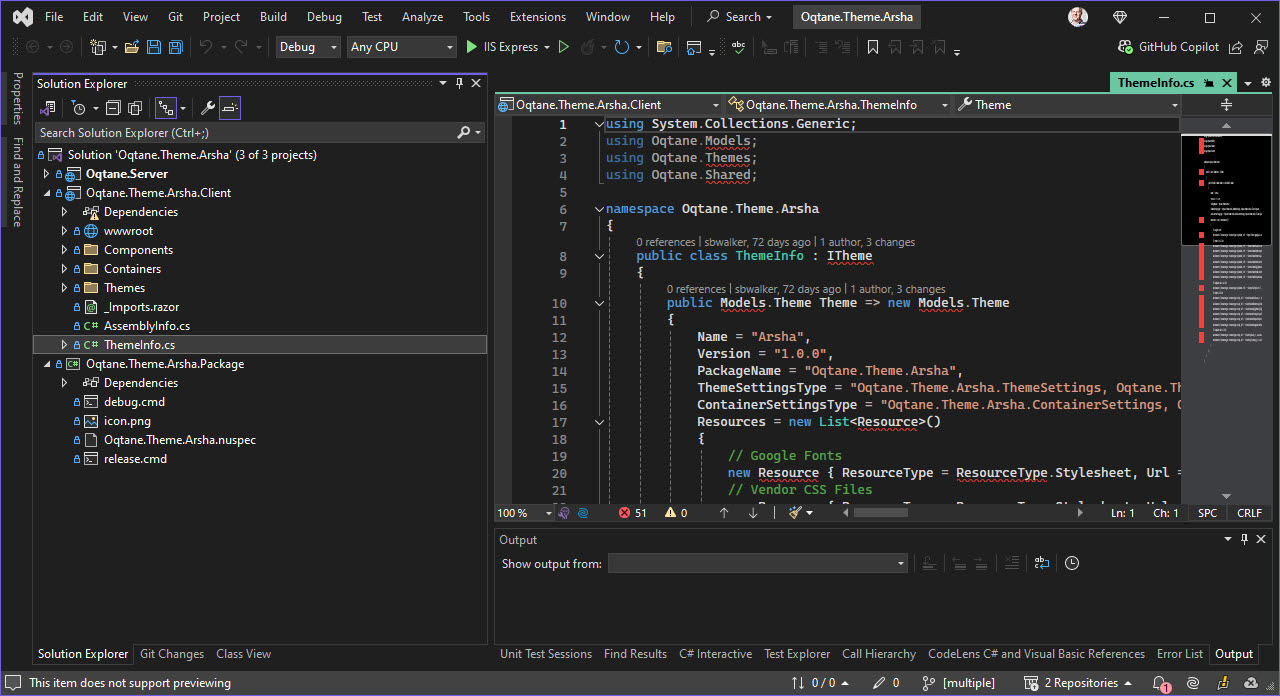 File Edit View Git Project Build Debug Test Analyze Tools Extensions Window Help Search Oqtane.Theme.Arsha
Debug Any CPU IIS Express GitHub Copilot
Properties
Find and Replace
Solution Explorer
Search Solution Explorer (Ctrl+;)
Solution 'Oqtane.Theme.Arsha' (3 of 3 projects)
Oqtane.Server
Oqtane.Theme.Arsha.Client
Dependencies
wwwroot
Components
Containers
Themes
_Imports.razor
AssemblyInfo.cs
ThemeInfo.cs
Oqtane.Theme.Arsha.Package
Dependencies
debug.cmd
icon.png
Oqtane.Theme.Arsha.nuspec
release.cmd
Solution Explorer Git Changes Class View
ThemeInfo.cs
Oqtane.Theme.Arsha.Client Oqtane.Theme.Arsha.ThemeInfo Theme
1 using System.Collections.Generic;
2 using Oqtane.Models;
3 using Oqtane.Themes;
4 using Oqtane.Shared;
5
6 namespace Oqtane.Theme.Arsha
7 {
0 references | sbwalker, 72 days ago | 1 author, 3 changes
8 public class ThemeInfo : ITheme
9 {
0 references | sbwalker, 72 days ago | 1 author, 3 changes
10 public Models.Theme Theme => new Models.Theme
11 {
12 Name = "Arsha",
13 Version = "1.0.0",
14 PackageName = "Oqtane.Theme.Arsha",
15 ThemeSettingsType = "Oqtane.Theme.Arsha.ThemeSettings, Oqtane.Th
16 ContainerSettingsType = "Oqtane.Theme.Arsha.ContainerSettings,
17 Resources = new List<Resource>()
18 {
19 // Google Fonts
20 new Resource { ResourceType = ResourceType.Stylesheet, Url =
21 // Vendor CSS Files
100 % 51 0 Ln: 1 Ch: 1 SPC CRLF
Output
Show output from:
Unit Test Sessions Find Results C# Interactive Test Explorer Call Hierarchy CodeLens C# and Visual Basic References Error List Output
This item does not support previewing 0 / 0 0 [multiple] 2 Repositories 1